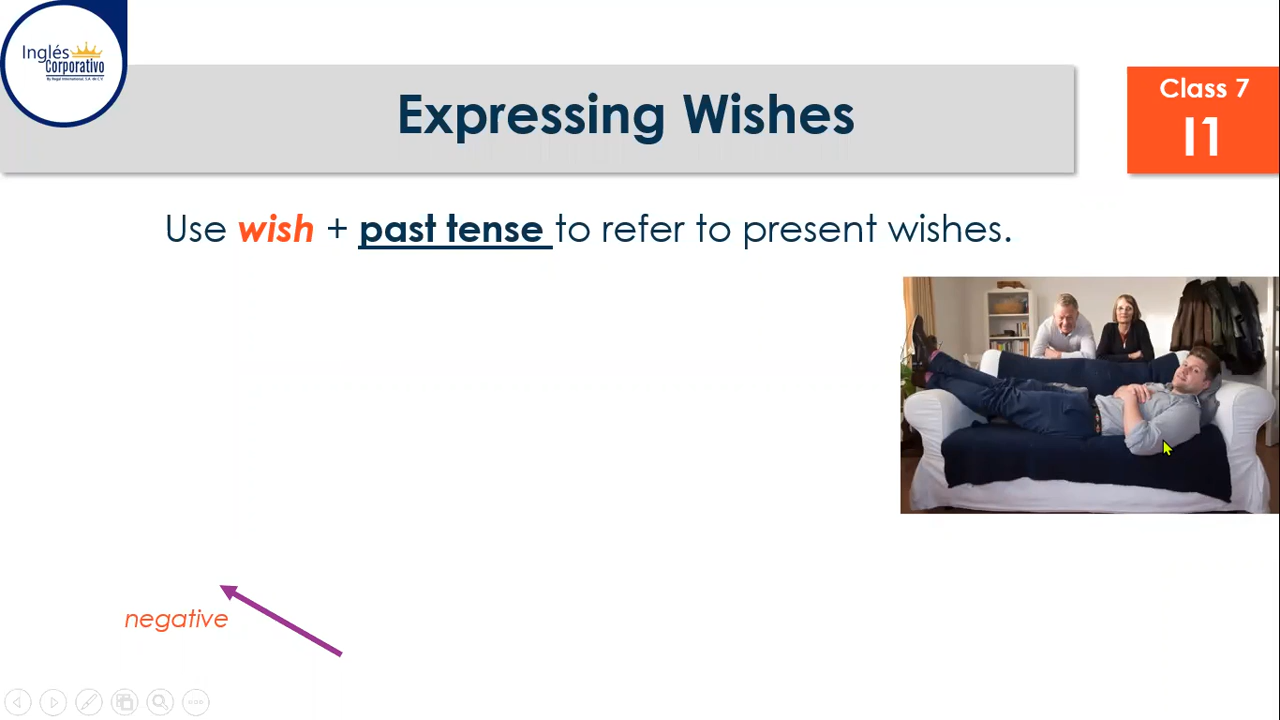 Inglés
Corporativo
Expressing Wishes
Class 7
I1
Use wish + past tense to refer to present wishes.
negative